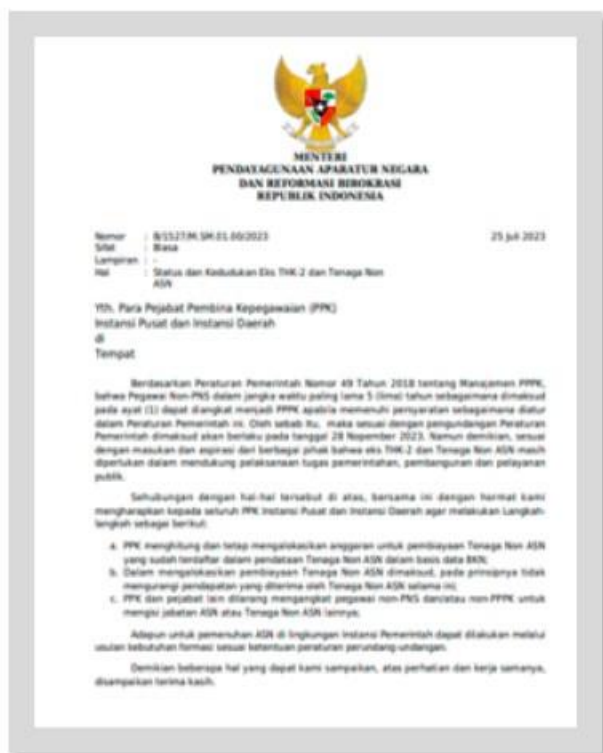 MENTERI
PENDAYAGUNAAN APARATUR NEGARA
DAN REFORMASI BIROKRASI
REPUBLIK INDONESIA
Nomor : B/1527/M.SM.01.00/2023 25 Juli 2023
Sifat : Biasa
Lampiran : -
Hal : Status dan Kedudukan Eks THK-2 dan Tenaga Non
ASN
Yth. Para Pejabat Pembina Kepegawaian (PPK)
Instansi Pusat dan Instansi Daerah
di
Tempat
Berdasarkan Peraturan Pemerintah Nomor 49 Tahun 2018 tentang Manajemen PPPK,
bahwa Pegawai Non-PNS dalam jangka waktu paling lama 5 (lima) tahun sebagaimana dimaksud
pada ayat (1) dapat diangkat menjadi PPPK apabila memenuhi persyaratan sebagaimana diatur
dalam Peraturan Pemerintah ini. Oleh sebab itu, maka sesuai dengan pengundangan Peraturan
Pemerintah dimaksud akan berlaku pada tanggal 28 Nopember 2023. Namun demikian, sesuai
dengan masukan dan aspirasi dari berbagai pihak bahwa eks THK-2 dan Tenaga Non ASN masih
diperlukan dalam mendukung pelaksanaan tugas pemerintahan, pembangunan dan pelayanan
publik.
Sehubungan dengan hal-hal tersebut di atas, bersama ini dengan hormat kami
mengharapkan kepada seluruh PPK Instansi Pusat dan Instansi Daerah agar melakukan Langkah-
langkah sebagai berikut:
a. PPK menghitung dan tetap mengalokasikan anggaran untuk pembiayaan Tenaga Non ASN
yang sudah terdaftar dalam pendataan Tenaga Non ASN dalam basis data BKN;
b. Dalam mengalokasikan pembiayaan Tenaga Non ASN dimaksud, pada prinsipnya tidak
mengurangi pendapatan yang diterima oleh Tenaga Non ASN selama ini;
c. PPK dan pejabat lain dilarang mengangkat pegawai non-PNS dan/atau non-PPPK untuk
mengisi jabatan ASN atau Tenaga Non ASN lainnya;
Adapun untuk pemenuhan ASN di lingkungan Instansi Pemerintah dapat dilakukan melalui
usulan kebutuhan formasi sesuai ketentuan peraturan perundang-undangan.
Demikian beberapa hal yang dapat kami sampaikan, atas perhatian dan kerja samanya,
disampaikan terima kasih.